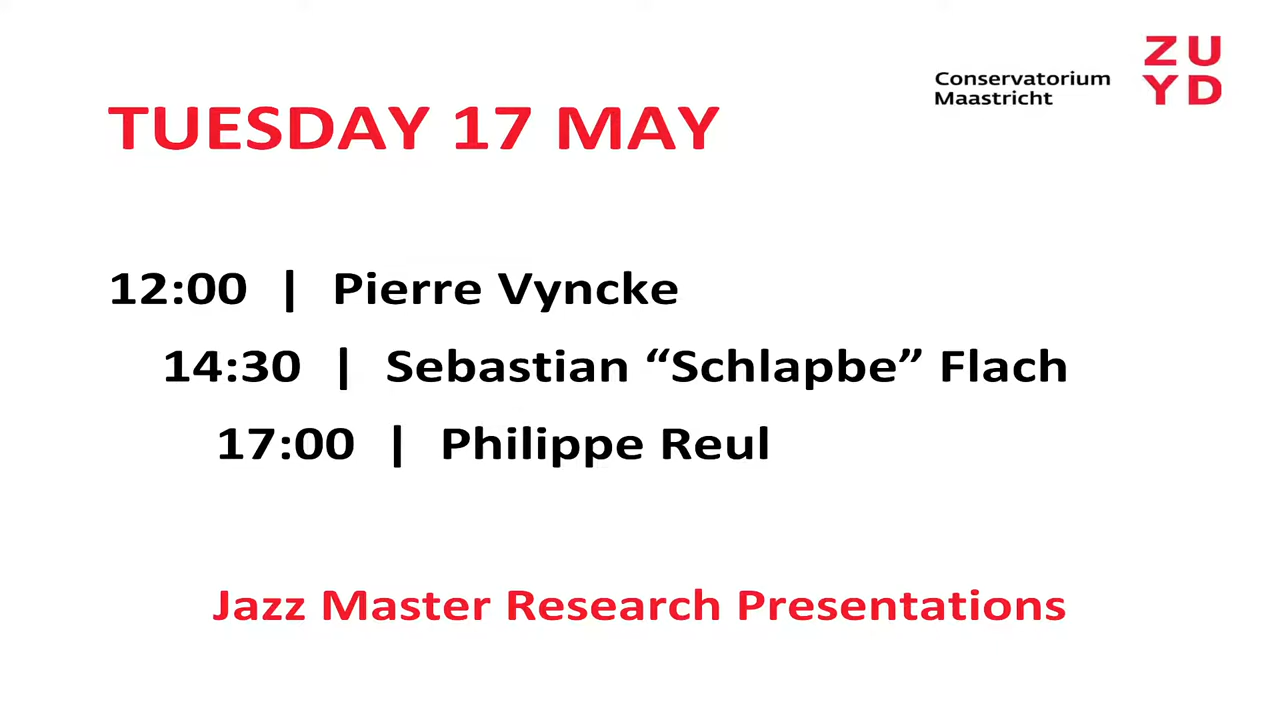 Conservatorium
Maastricht
ZU
YD
TUESDAY 17 MAY
12:00 | Pierre Vyncke
14:30 | Sebastian “Schlapbe” Flach
17:00 | Philippe Reul
Jazz Master Research Presentations